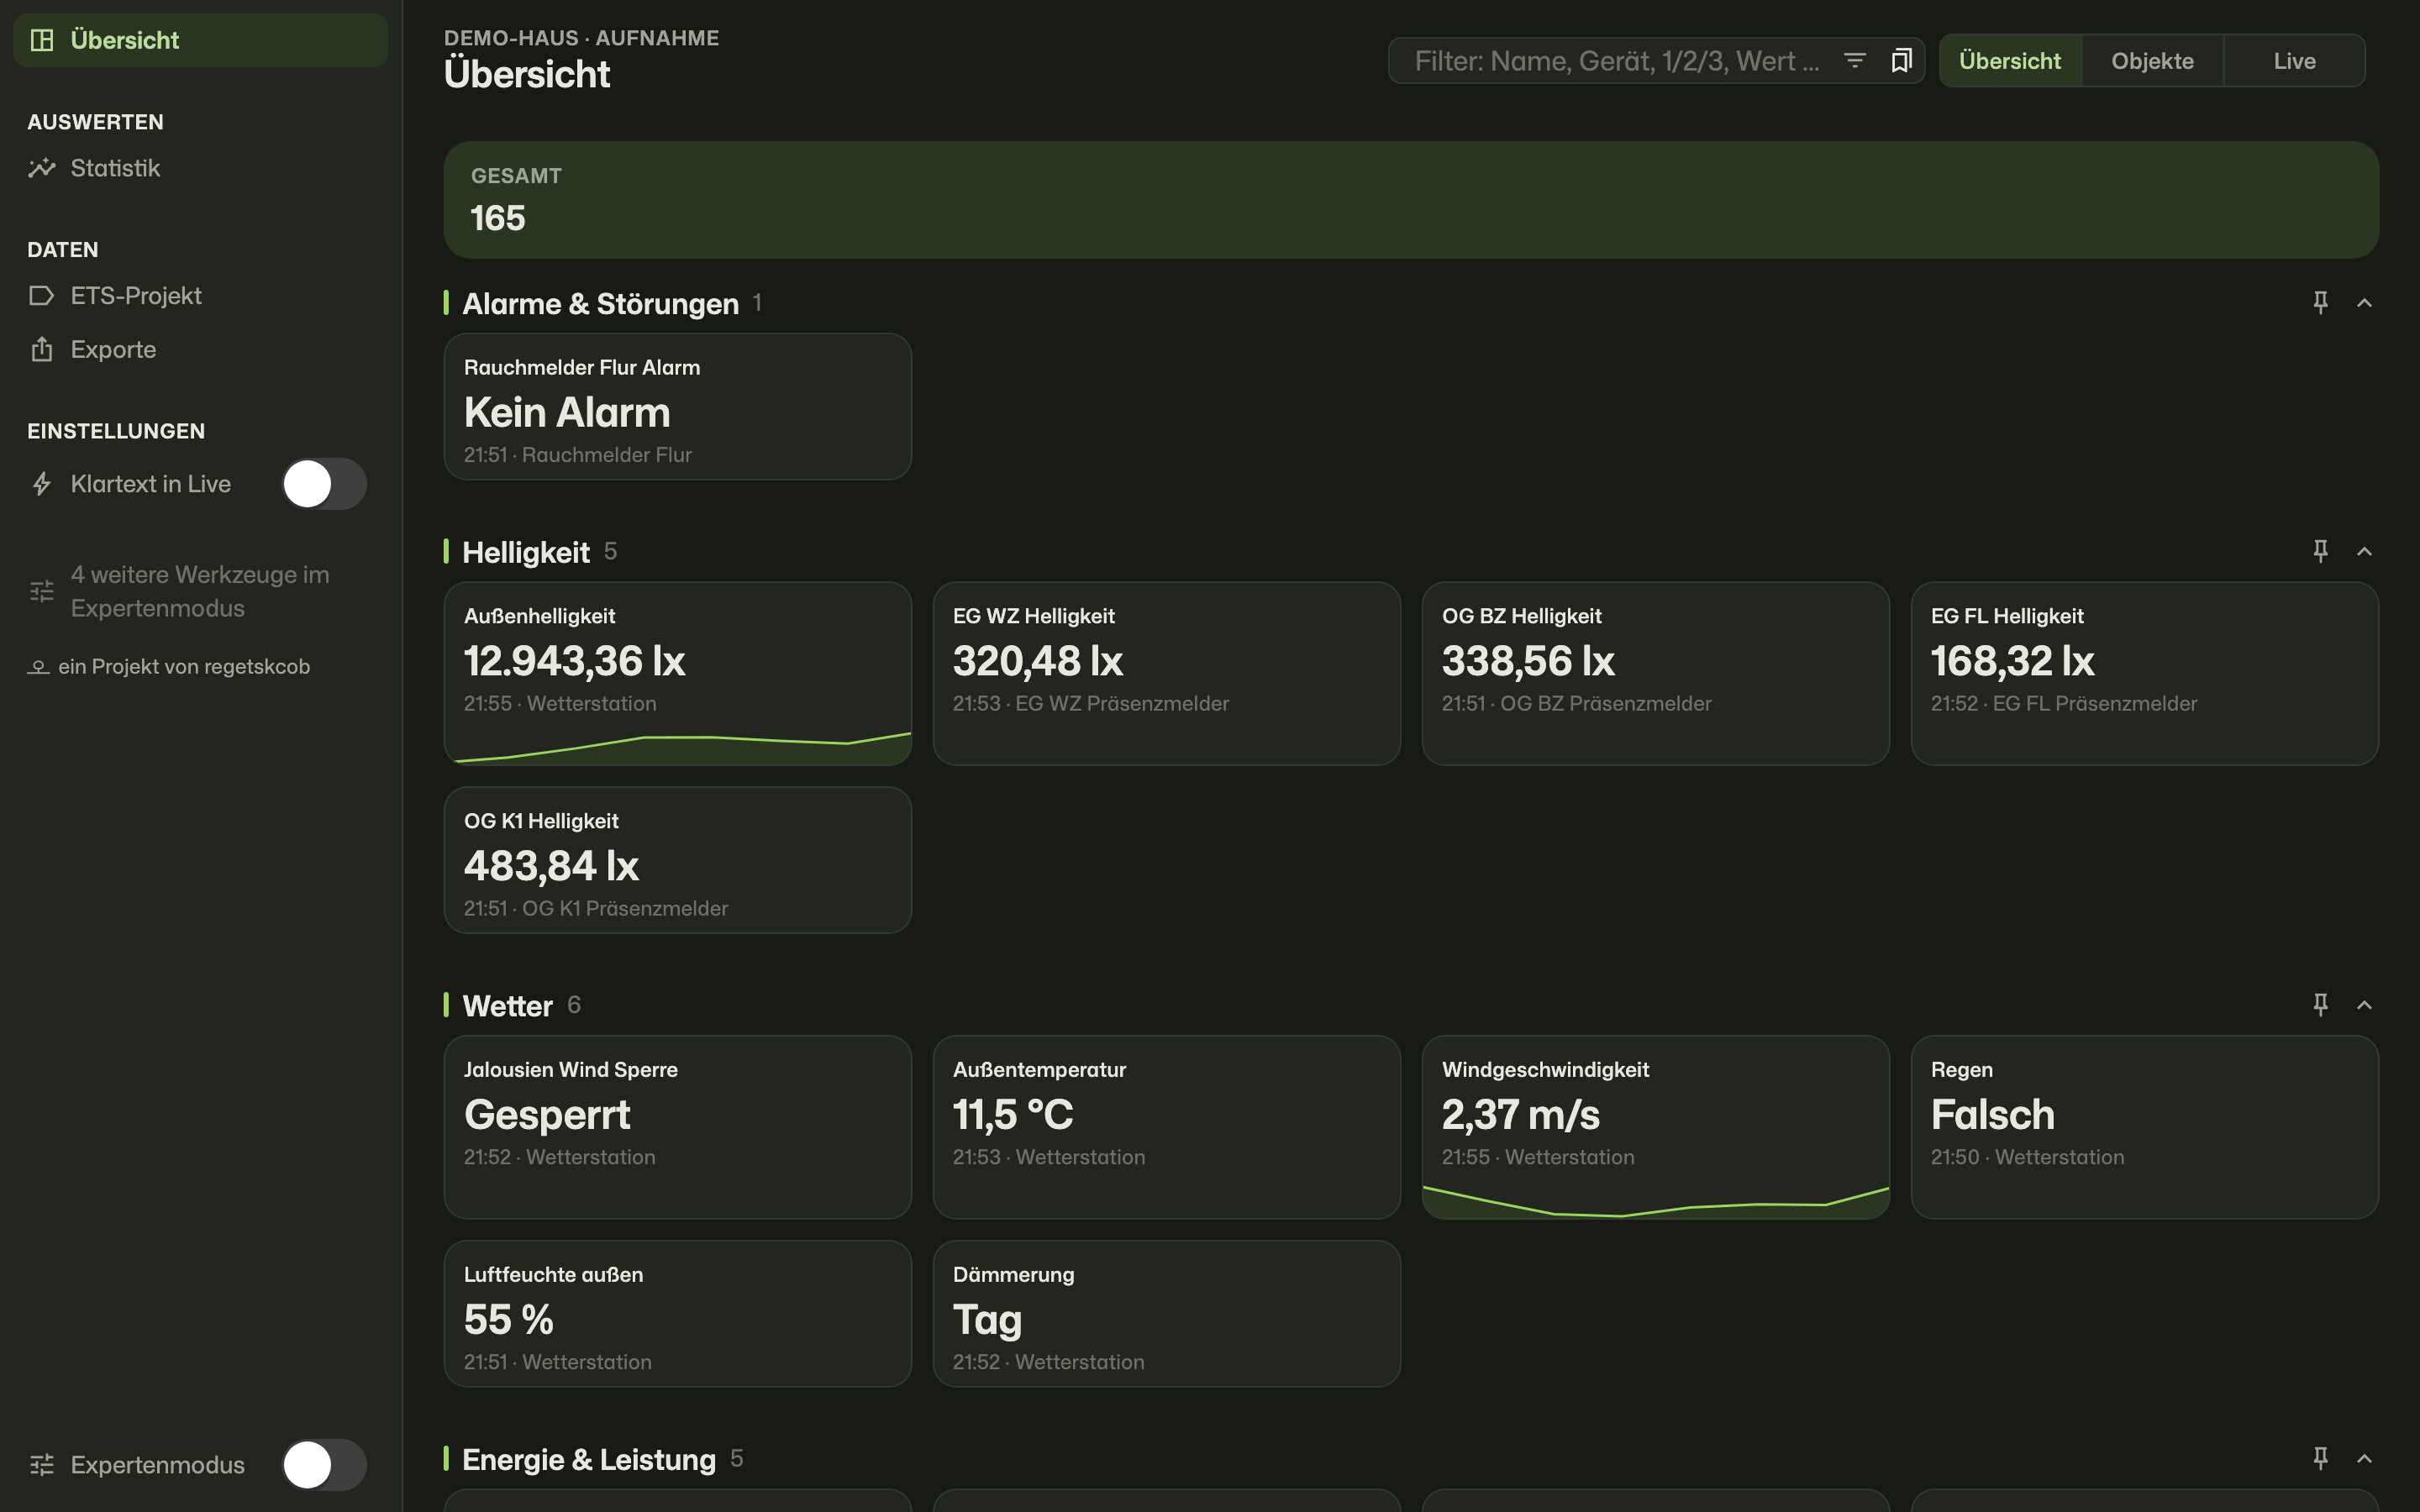 Übersicht
AUSWERTEN
Statistik
DATEN
ETS-Projekt
Exporte
EINSTELLUNGEN
Klartext in Live
4 weitere Werkzeuge im
Expertenmodus
ein Projekt von regetskcob
Expertenmodus
DEMO-HAUS · AUFNAHME
Übersicht
Filter: Name, Gerät, 1/2/3, Wert ...
Übersicht
Objekte
Live
GESAMT
165
Alarme & Störungen 1
Rauchmelder Flur Alarm
Kein Alarm
21:51 · Rauchmelder Flur
Helligkeit 5
Außenhelligkeit
12.943,36 lx
21:55 · Wetterstation
EG WZ Helligkeit
320,48 lx
21:53 · EG WZ Präsenzmelder
OG BZ Helligkeit
338,56 lx
21:51 · OG BZ Präsenzmelder
EG FL Helligkeit
168,32 lx
21:52 · EG FL Präsenzmelder
OG K1 Helligkeit
483,84 lx
21:51 · OG K1 Präsenzmelder
Wetter 6
Jalousien Wind Sperre
Gesperrt
21:52 · Wetterstation
Außentemperatur
11,5 °C
21:53 · Wetterstation
Windgeschwindigkeit
2,37 m/s
21:55 · Wetterstation
Regen
Falsch
21:50 · Wetterstation
Luftfeuchte außen
55 %
21:51 · Wetterstation
Dämmerung
Tag
21:52 · Wetterstation
Energie & Leistung 5